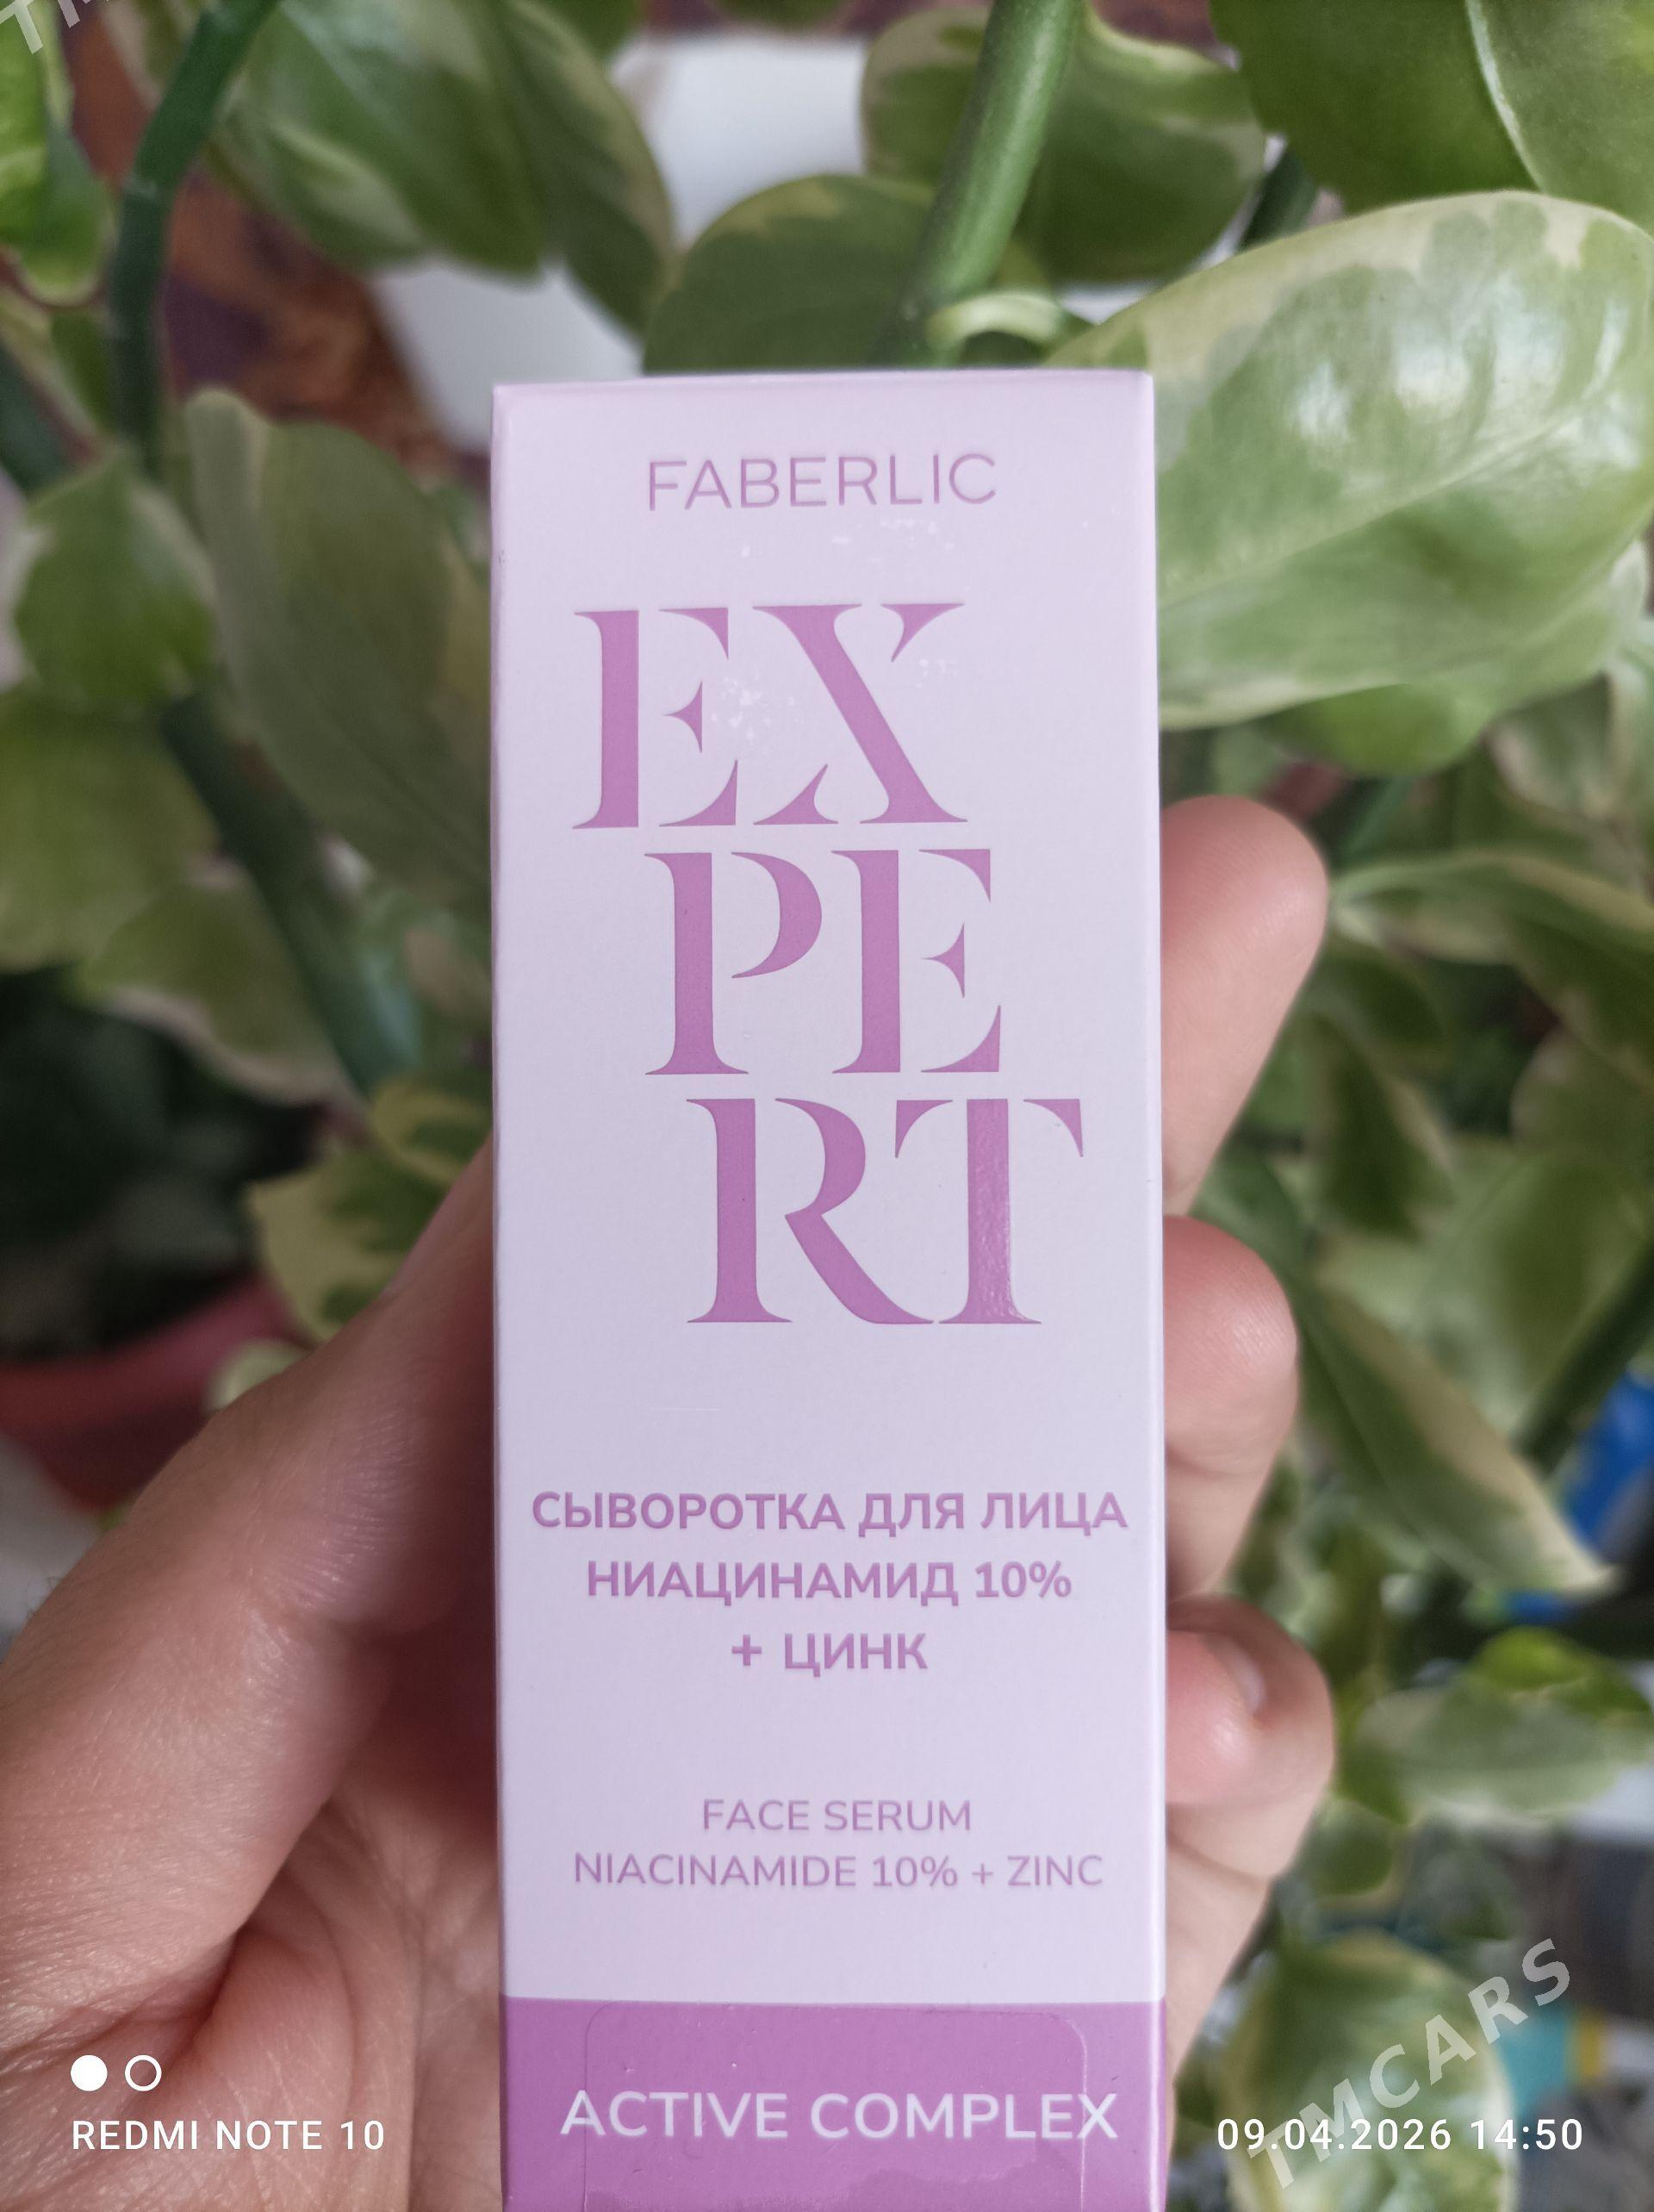 FABERLIC
EX
PE
RT
СЫВОРОТКА ДЛЯ ЛИЦА
НИАЦИНАМИД 10%
+ ЦИНК
FACE SERUM
NIACINAMIDE 10% + ZINC
ACTIVE COMPLEX
REDMI NOTE 10
09.04.2026 14:50
TMCARS